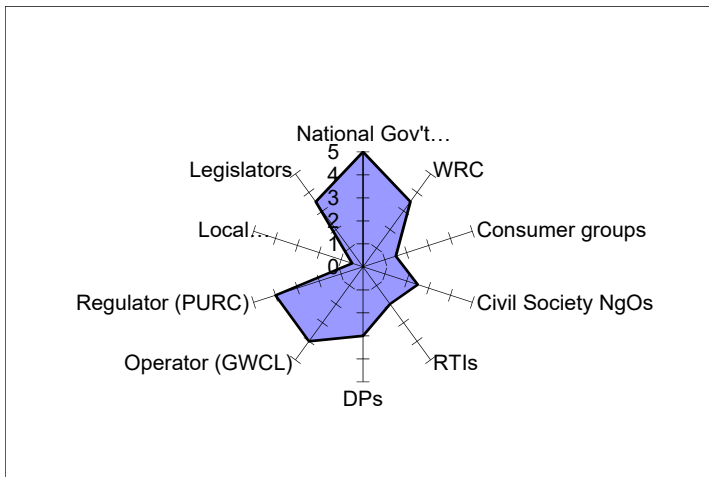 National Gov't…
5
Legislators
4
WRC
3
2
Local…
Consumer groups
1
0
Regulator (PURC)
Civil Society NgOs
Operator (GWCL)
RTIs
DPs